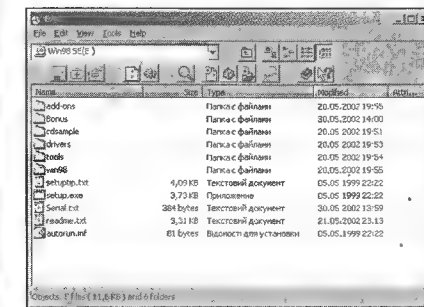 File Edit View Tools Help
Win98 SE(E:)
Name Size Type Modified Attri...
add-ons Папка с файлами 20.05.2002 19:55
Bonus Папка с файлами 30.05.2002 14:00
cdsample Папка с файлами 20.05.2002 19:51
drivers Папка с файлами 20.05.2002 19:53
tools Папка с файлами 20.05.2002 19:54
win98 Папка с файлами 20.05.2002 19:55
setuptip.txt 4,09 KB Текстовий документ 05.05.1999 22:22
setup.exe 3,73 KB Приложение 05.05.1999 22:22
Serial.txt 384 bytes Текстовий документ 30.05.2002 13:59
readme.txt 3,31 KB Текстовий документ 21.05.2002 23:13
autorun.inf 81 bytes Відомості для установки 05.05.1999 22:22
Objects: 5 files ( 11,6 KB ) and 6 folders